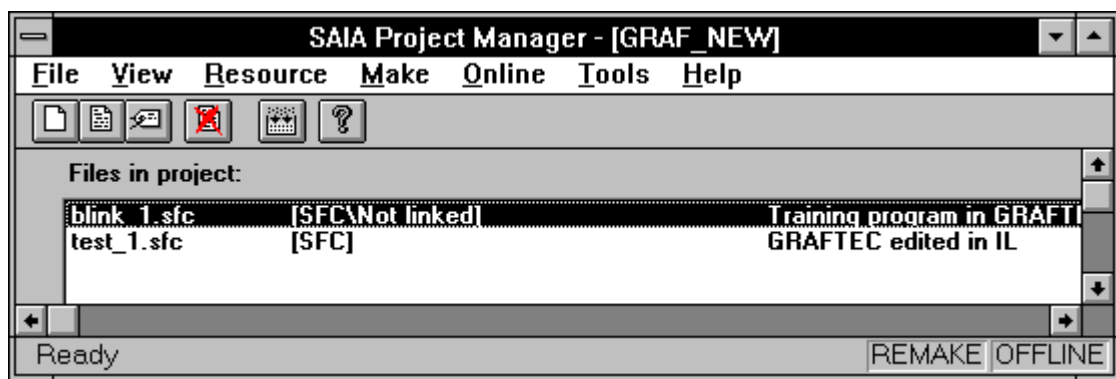 SAIA Project Manager - [GRAF_NEW]
File View Resource Make Online Tools Help
Files in project:
blink_1.sfc [SFC\Not linked] Training program in GRAFT
test_1.sfc [SFC] GRAFTEC edited in IL
Ready REMAKE OFFLINE